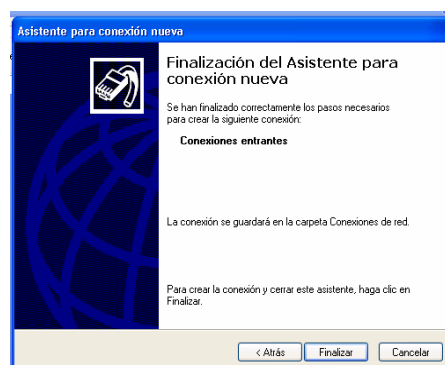 Asistente para conexión nueva
Finalización del Asistente para
conexión nueva
Se han finalizado correctamente los pasos necesarios
para crear la siguiente conexión:
Conexiones entrantes
La conexión se guardará en la carpeta Conexiones de red.
Para crear la conexión y cerrar este asistente, haga clic en
Finalizar.
< Atrás
Finalizar
Cancelar